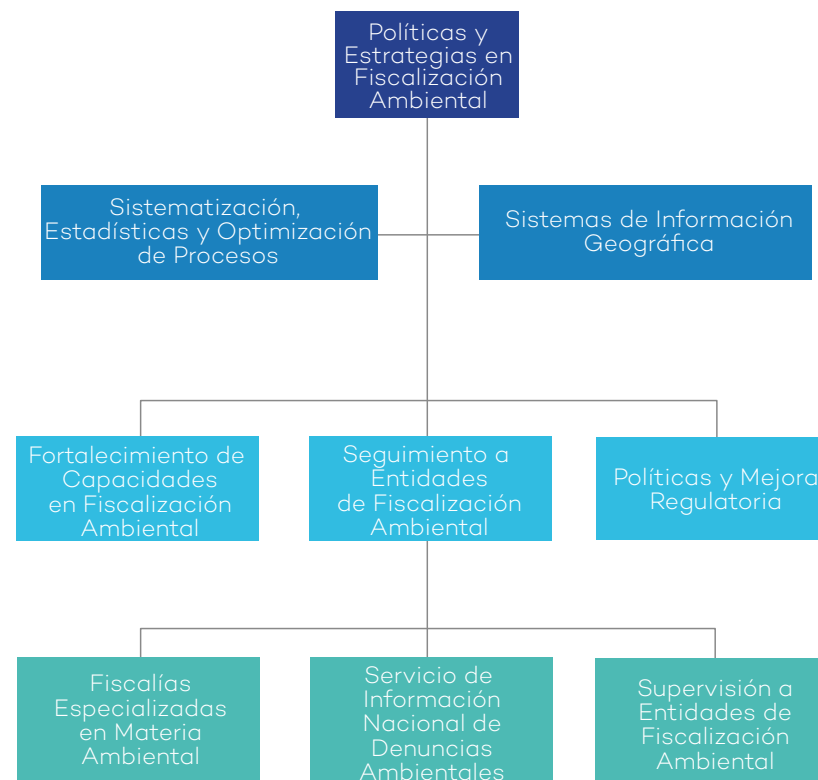 Políticas y
Estrategias en
Fiscalización
Ambiental
Sistematización,
Estadísticas y Optimización
de Procesos
Sistemas de Información
Geográfica
Fortalecimiento de
Capacidades
en Fiscalización
Ambiental
Seguimiento a
Entidades
de Fiscalización
Ambiental
Políticas y Mejora
Regulatoria
Fiscalías
Especializadas
en Materia
Ambiental
Servicio de
Información
Nacional de
Denuncias
Ambientales
Supervisión a
Entidades de
Fiscalización
Ambiental